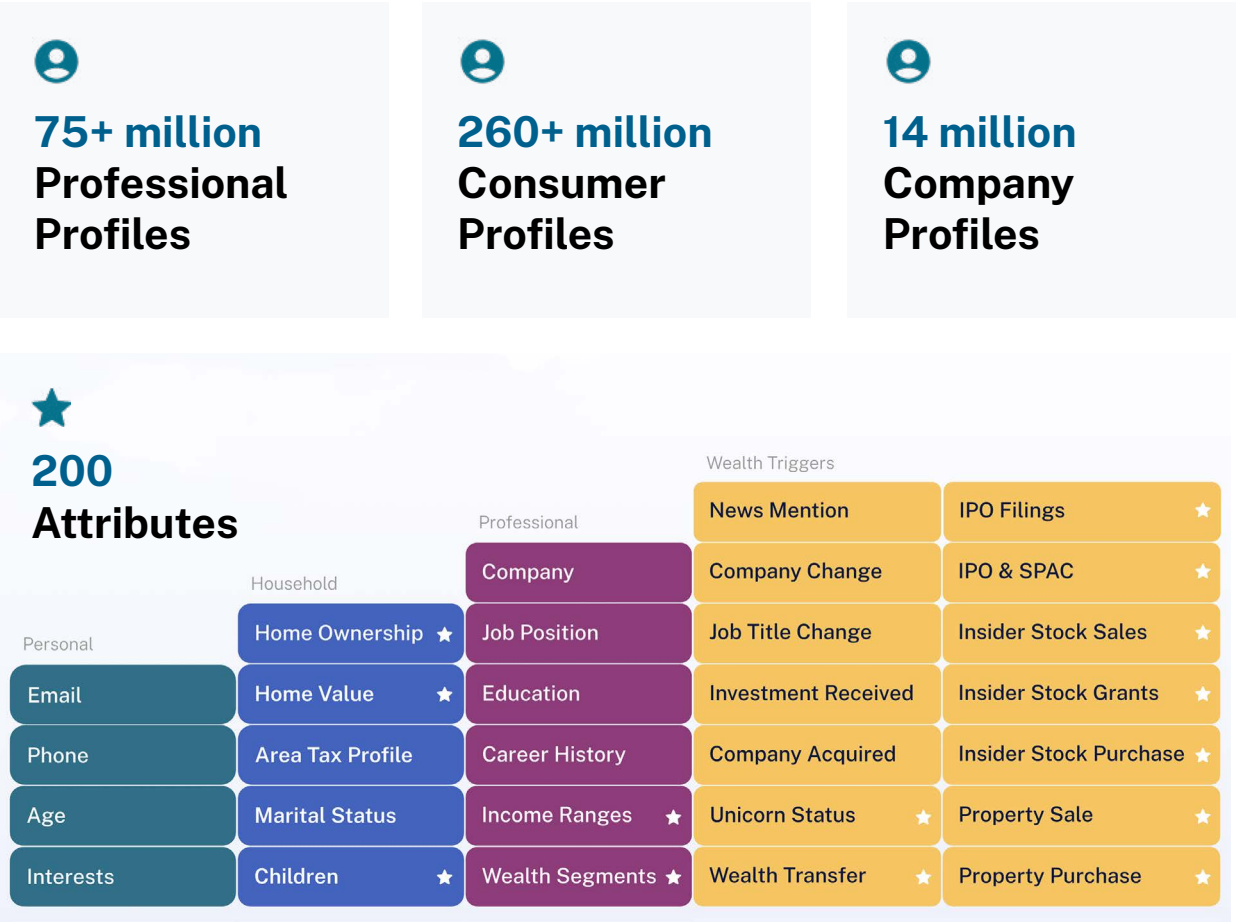 75+ million
Professional
Profiles
260+ million
Consumer
Profiles
14 million
Company
Profiles
200
Attributes
Personal
Email
Phone
Age
Interests
Household
Home Ownership
Home Value
Area Tax Profile
Marital Status
Children
Professional
Company
Job Position
Education
Career History
Income Ranges
Wealth Segments
Wealth Triggers
News Mention
Company Change
Job Title Change
Investment Received
Company Acquired
Unicorn Status
Wealth Transfer
IPO Filings
IPO & SPAC
Insider Stock Sales
Insider Stock Grants
Insider Stock Purchase
Property Sale
Property Purchase